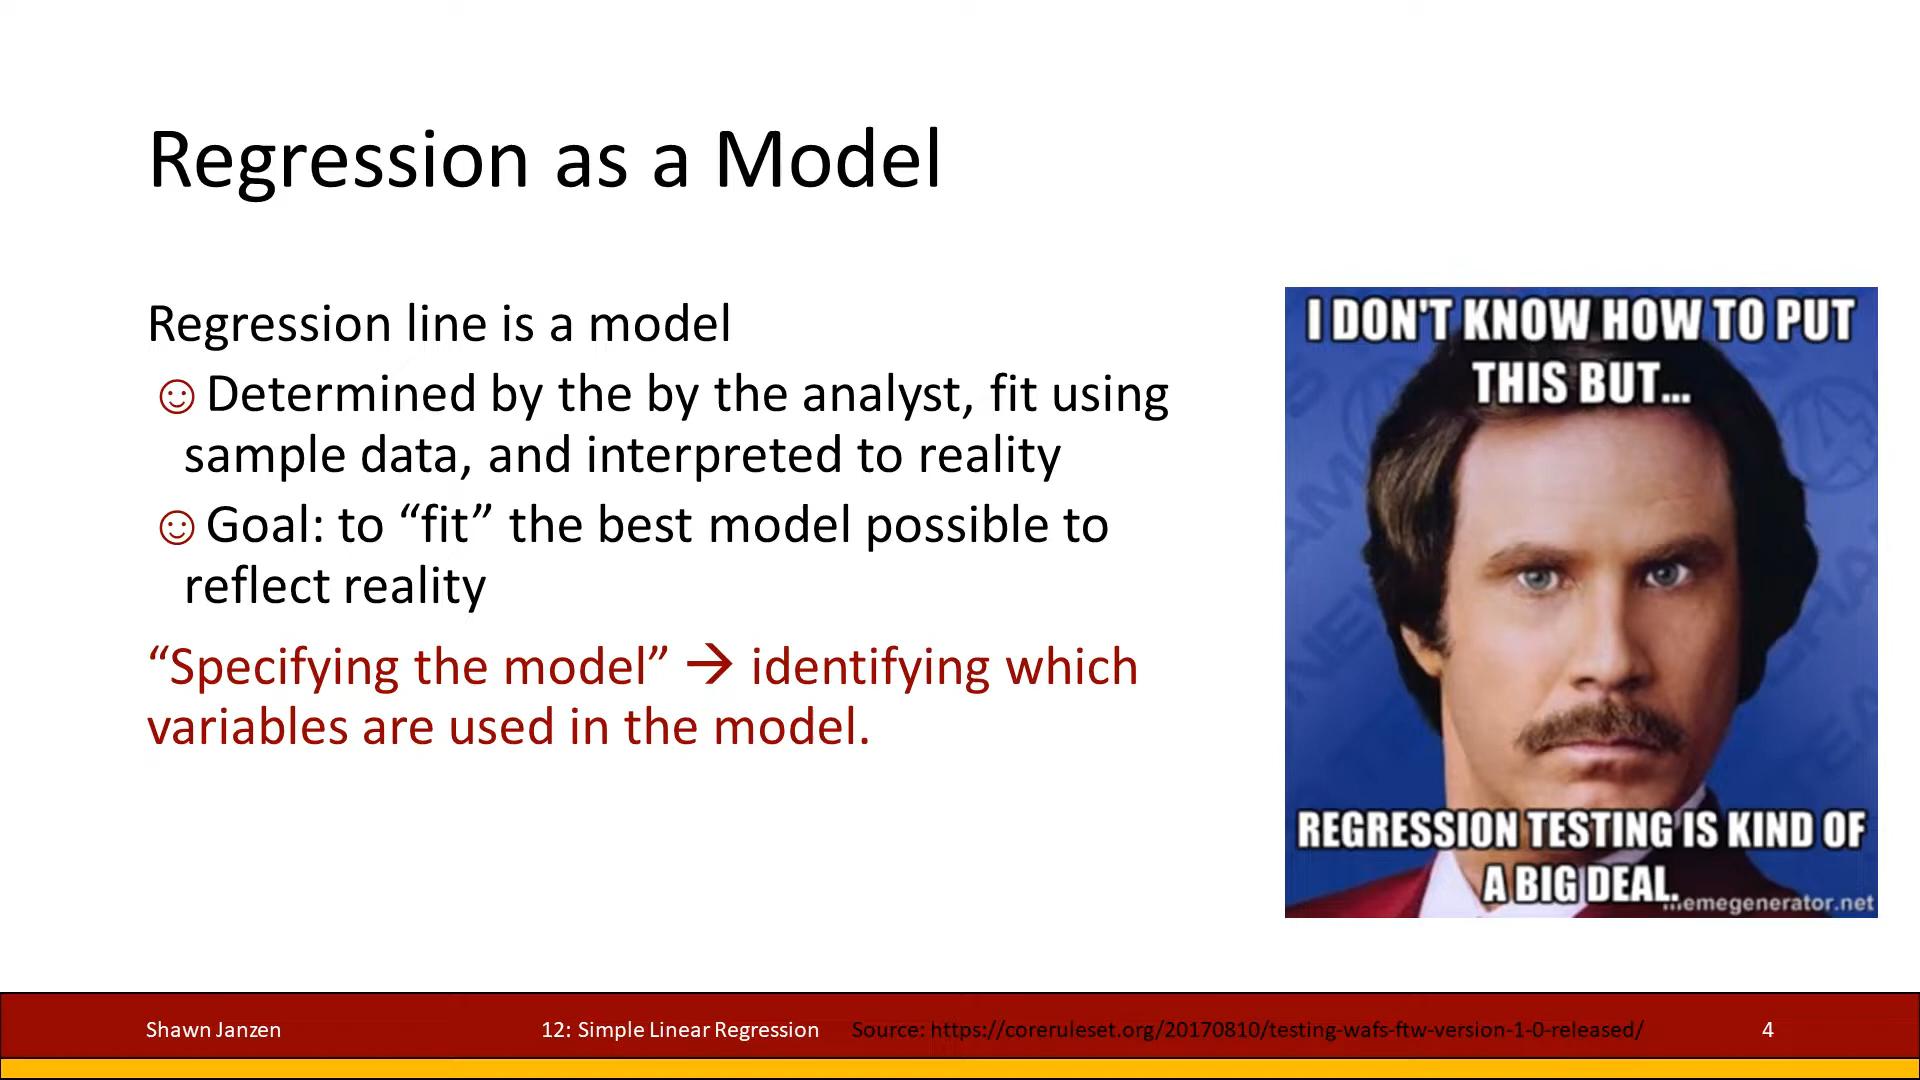 Regression as a Model
Regression line is a model
☺Determined by the by the analyst, fit using
sample data, and interpreted to reality
☺Goal: to “fit” the best model possible to
reflect reality
“Specifying the model” → identifying which
variables are used in the model.
I DON'T KNOW HOW TO PUT
THIS BUT...
REGRESSION TESTING IS KIND OF
A BIG DEAL.
memegenerator.net
Shawn Janzen
12: Simple Linear Regression
Source: https://coreruleset.org/20170810/testing-wafs-ftw-version-1-0-released/
4